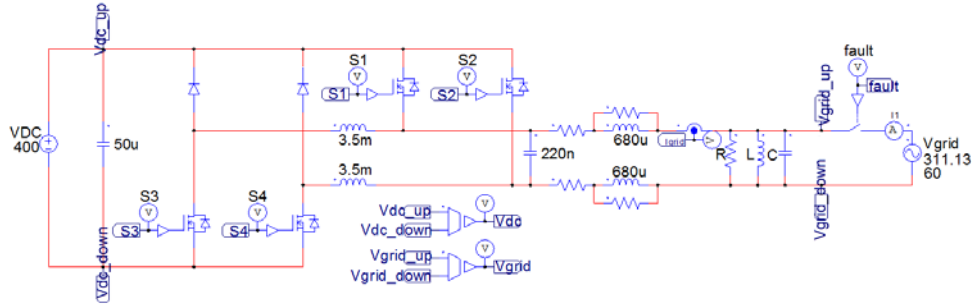 Vdc_up
VDC
400
50u
S3
S3
S4
S4
Vdc_down
S1
V
S1
S2
V
S2
3.5m
3.5m
220n
680u
680u
Igrid
V
R
L
C
Vgrid_up
Vgrid_down
fault
V
fault
I1
A
Vgrid
311.13
60
V
V
Vdc_up
Vdc_down
V
Vdc
Vgrid_up
Vgrid_down
V
Vgrid